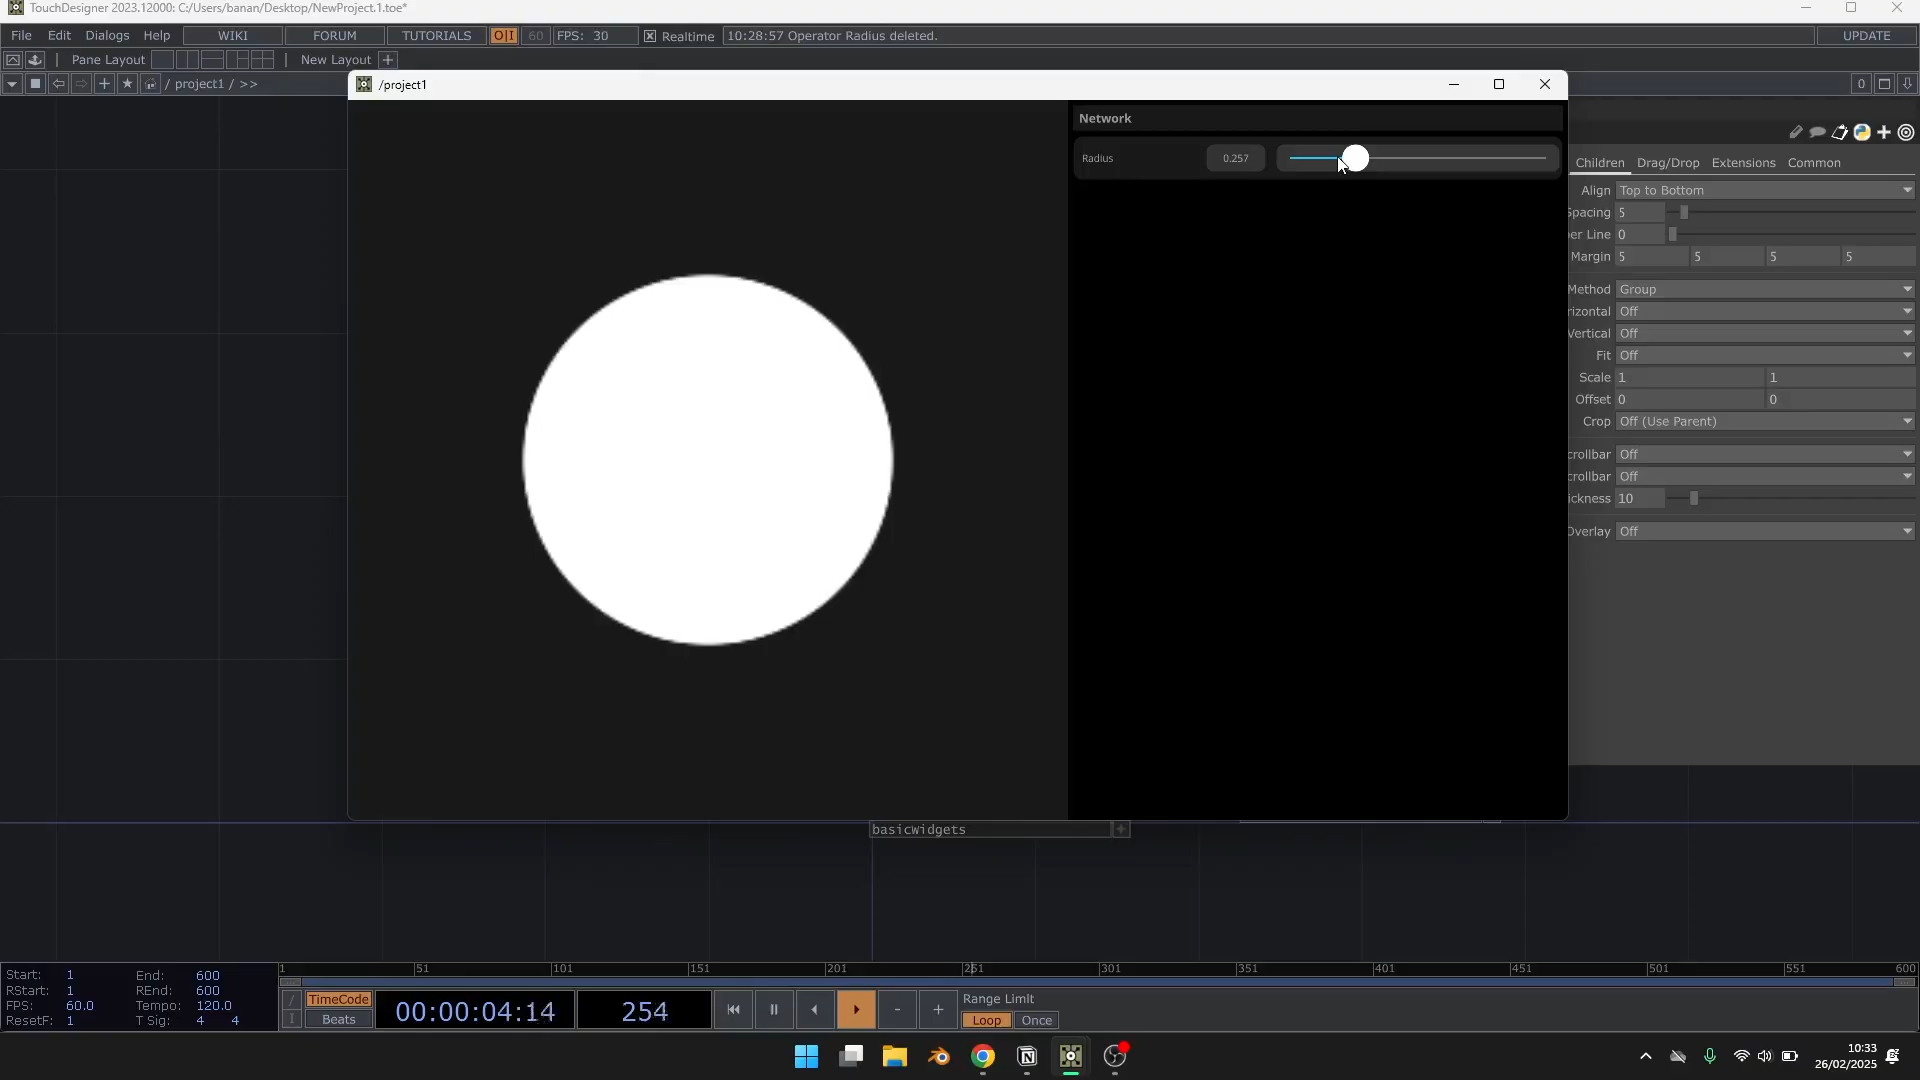 TouchDesigner 2023.12000: C:/Users/banan/Desktop/NewProject.1.toe*
File Edit Dialogs Help WIKI FORUM TUTORIALS O|I 60 FPS: 30 Realtime 10:28:57 Operator Radius deleted. UPDATE
| Pane Layout | New Layout +
/ project1 / >> 0
/project1
Network
Radius 0.257
Children Drag/Drop Extensions Common
Align Top to Bottom
Spacing 5
per Line 0
Margin 5 5 5 5
Method Group
rizontal Off
Vertical Off
Fit Off
Scale 1 1
Offset 0 0
Crop Off (Use Parent)
crollbar Off
crollbar Off
ickness 10
Overlay Off
basicWidgets
1 51 101 151 201 251 301 351 401 451 501 551 600
Start: 1 End: 600
RStart: 1 REnd: 600
FPS: 60.0 Tempo: 120.0
ResetF: 1 T Sig: 4 4
TimeCode
Beats
00:00:04:14 254
Range Limit
Loop Once
10:33
26/02/2025